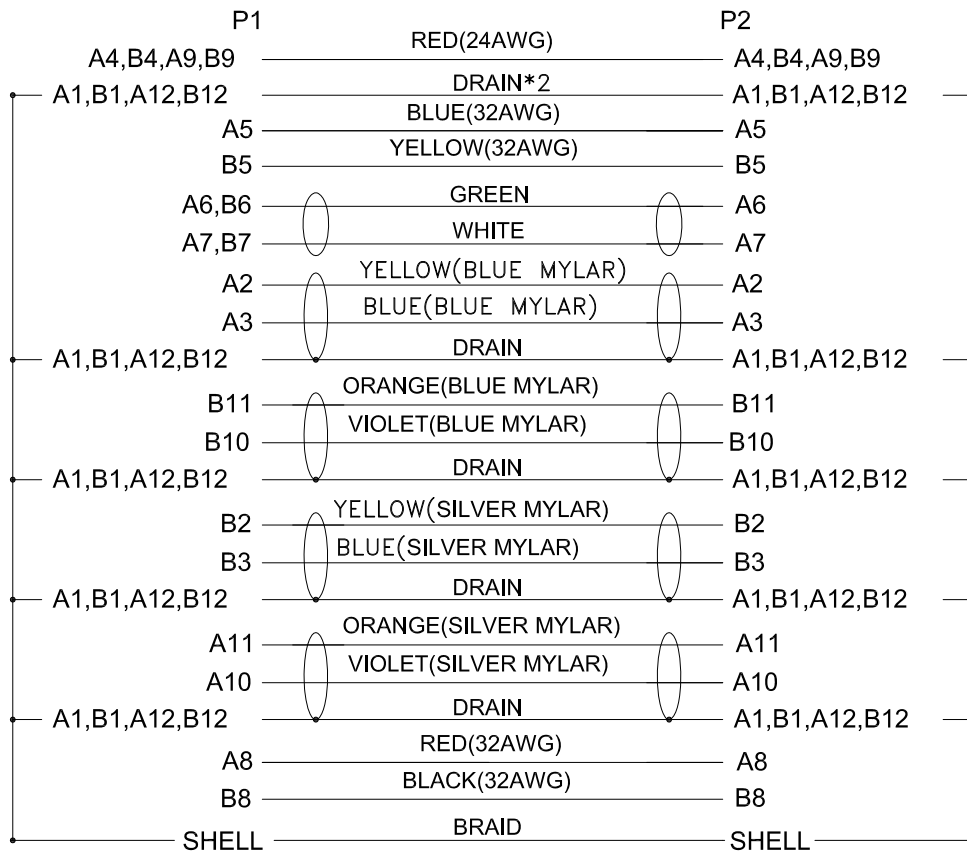 P1 P2
RED(24AWG)
A4,B4,A9,B9 A4,B4,A9,B9
DRAIN*2
A1,B1,A12,B12 A1,B1,A12,B12
BLUE(32AWG)
A5 A5
YELLOW(32AWG)
B5 B5
GREEN
A6,B6 A6
WHITE
A7,B7 A7
YELLOW(BLUE MYLAR)
A2 A2
BLUE(BLUE MYLAR)
A3 A3
DRAIN
A1,B1,A12,B12 A1,B1,A12,B12
ORANGE(BLUE MYLAR)
B11 B11
VIOLET(BLUE MYLAR)
B10 B10
DRAIN
A1,B1,A12,B12 A1,B1,A12,B12
YELLOW(SILVER MYLAR)
B2 B2
BLUE(SILVER MYLAR)
B3 B3
DRAIN
A1,B1,A12,B12 A1,B1,A12,B12
ORANGE(SILVER MYLAR)
A11 A11
VIOLET(SILVER MYLAR)
A10 A10
DRAIN
A1,B1,A12,B12 A1,B1,A12,B12
RED(32AWG)
A8 A8
BLACK(32AWG)
B8 B8
BRAID
SHELL SHELL